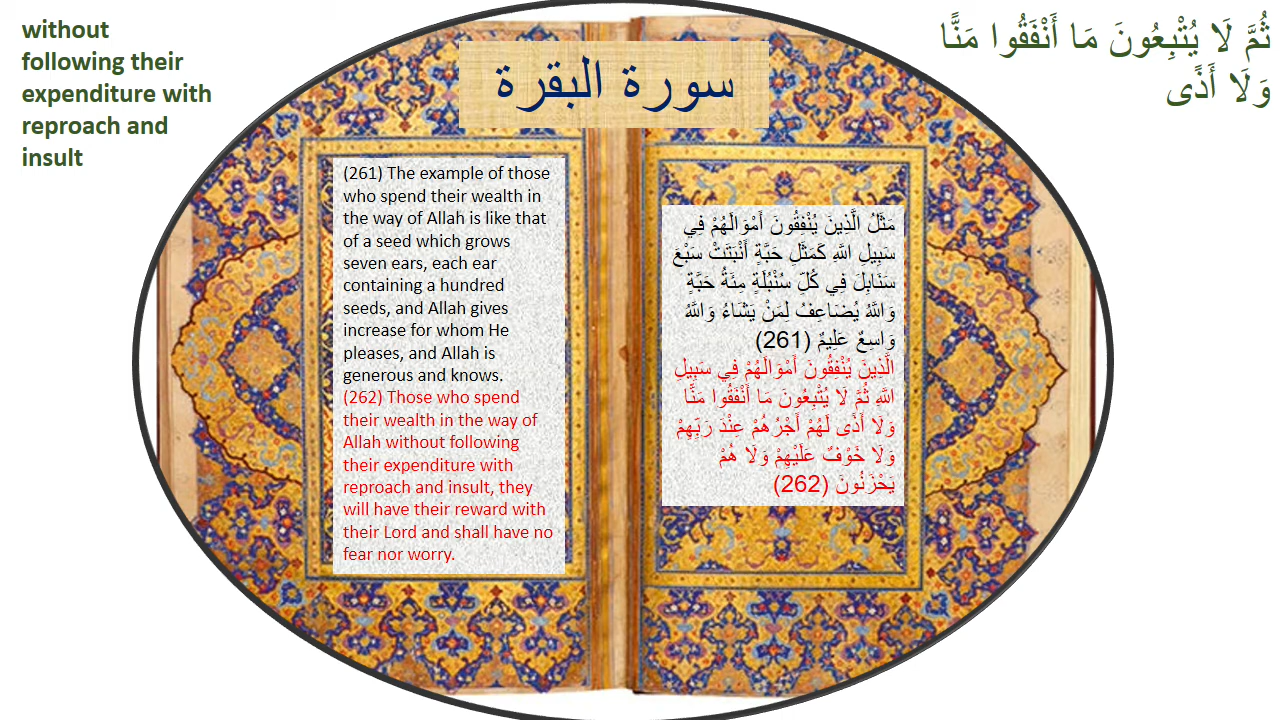 without
following their
expenditure with
reproach and
insult
ثُمَّ لَا يُتْبِعُونَ مَا أَنْفَقُوا مَنًّا
وَلَا أَذًى
سورة البقرة
(261) The example of those
who spend their wealth in
the way of Allah is like that
of a seed which grows
seven ears, each ear
containing a hundred
seeds, and Allah gives
increase for whom He
pleases, and Allah is
generous and knows.
(262) Those who spend
their wealth in the way of
Allah without following
their expenditure with
reproach and insult, they
will have their reward with
their Lord and shall have no
fear nor worry.
مَثَلُ الَّذِينَ يُنْفِقُونَ أَمْوَالَهُمْ فِي
سَبِيلِ اللَّهِ كَمَثَلِ حَبَّةٍ أَنْبَتَتْ سَبْعَ
سَنَابِلَ فِي كُلِّ سُنْبُلَةٍ مِئَةُ حَبَّةٍ
وَاللَّهُ يُضَاعِفُ لِمَنْ يَشَاءُ وَاللَّهُ
وَاسِعٌ عَلِيمٌ (261)
الَّذِينَ يُنْفِقُونَ أَمْوَالَهُمْ فِي سَبِيلِ
اللَّهِ ثُمَّ لَا يُتْبِعُونَ مَا أَنْفَقُوا مَنًّا
وَلَا أَذًى لَهُمْ أَجْرُهُمْ عِنْدَ رَبِّهِمْ
وَلَا خَوْفٌ عَلَيْهِمْ وَلَا هُمْ
يَحْزَنُونَ (262)